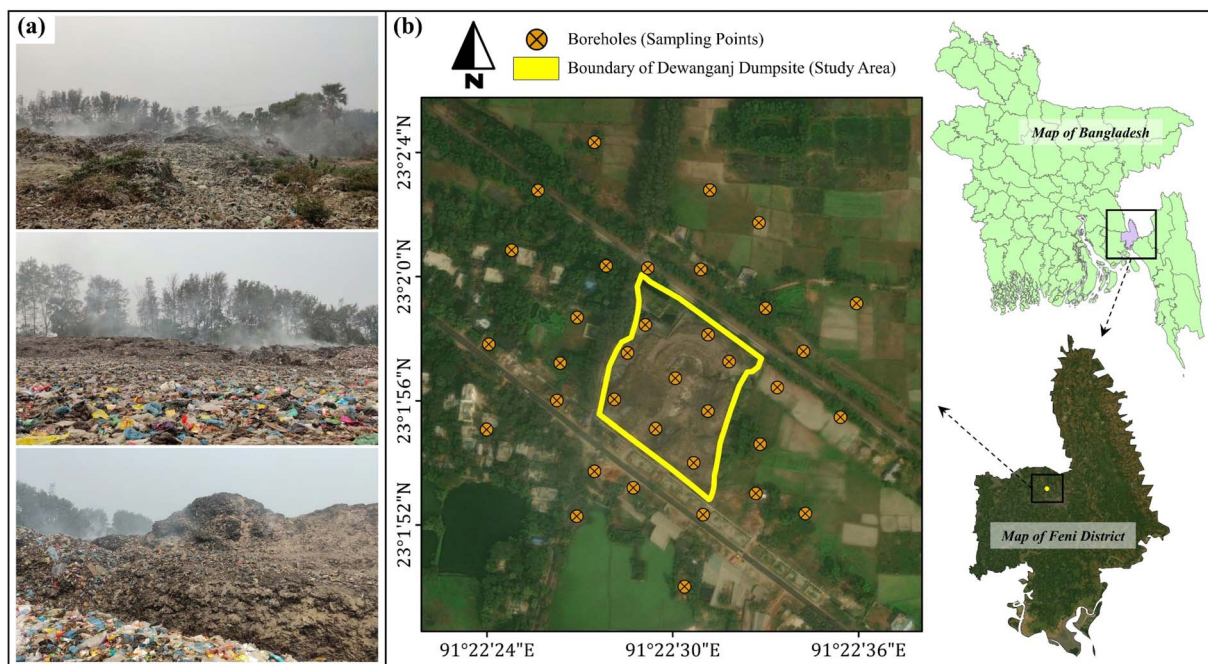 (a)
(b)
N
Boreholes (Sampling Points)
Boundary of Dewanganj Dumpsite (Study Area)
23°2'4"N
23°2'0"N
23°1'56"N
23°1'52"N
91°22'24"E
91°22'30"E
91°22'36"E
Map of Bangladesh
Map of Feni District